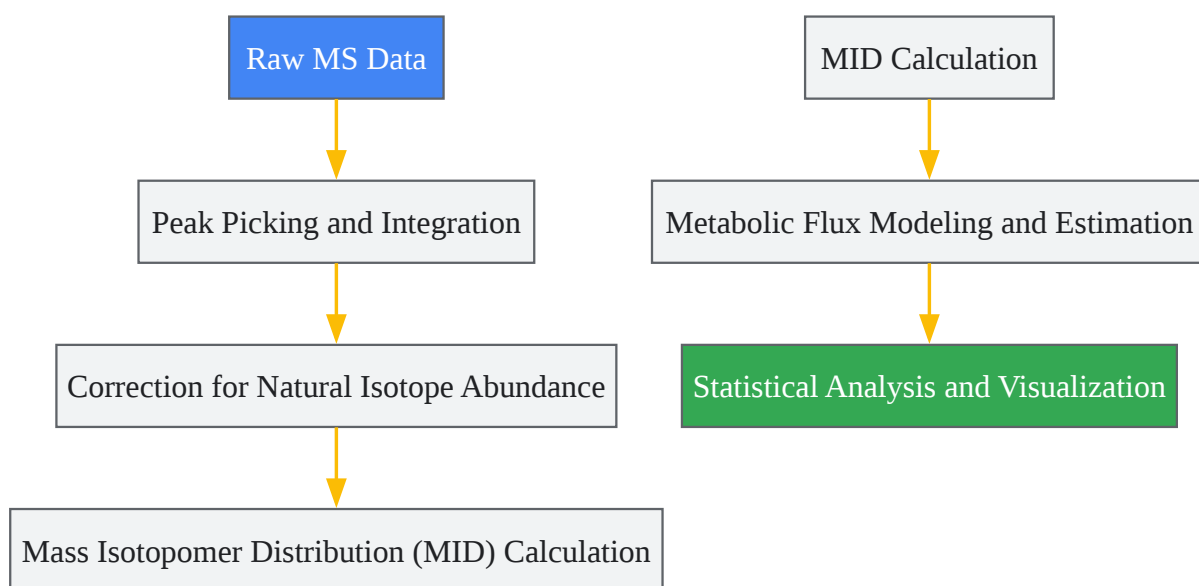 Raw MS Data
Peak Picking and Integration
Correction for Natural Isotope Abundance
Mass Isotopomer Distribution (MID) Calculation
MID Calculation
Metabolic Flux Modeling and Estimation
Statistical Analysis and Visualization